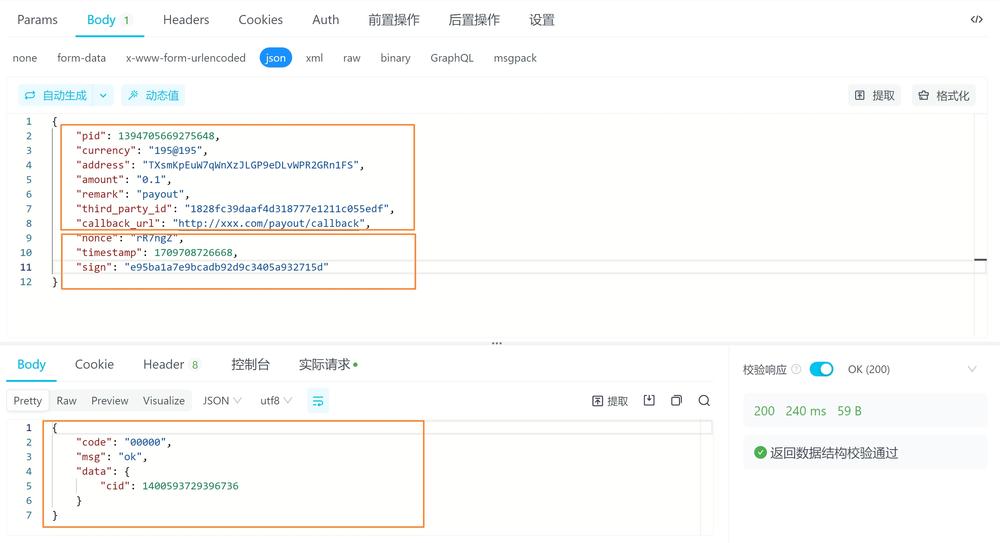 Params Body 1 Headers Cookies Auth 前置操作 后置操作 设置 </>
none form-data x-www-form-urlencoded json xml raw binary GraphQL msgpack
自动生成 动态值 提取 格式化
1 {
2 "pid": 1394705669275648,
3 "currency": "195@195",
4 "address": "TXsmKpEuW7qWnXzJLGP9eDLvWPR2GRn1FS",
5 "amount": "0.1",
6 "remark": "payout",
7 "third_party_id": "1828fc39daaf4d318777e1211c055edf",
8 "callback_url": "http://xxx.com/payout/callback",
9 "nonce": "rR7ngZ",
10 "timestamp": 1709708726668,
11 "sign": "e95ba1a7e9bcadb92d9c3405a932715d"
12 }
Body Cookie Header 8 控制台 实际请求
校验响应 ? OK (200)
Pretty Raw Preview Visualize JSON utf8 提取
200 240 ms 59 B
返回数据结构校验通过
1 {
2 "code": "00000",
3 "msg": "ok",
4 "data": {
5 "cid": 1400593729396736
6 }
7 }